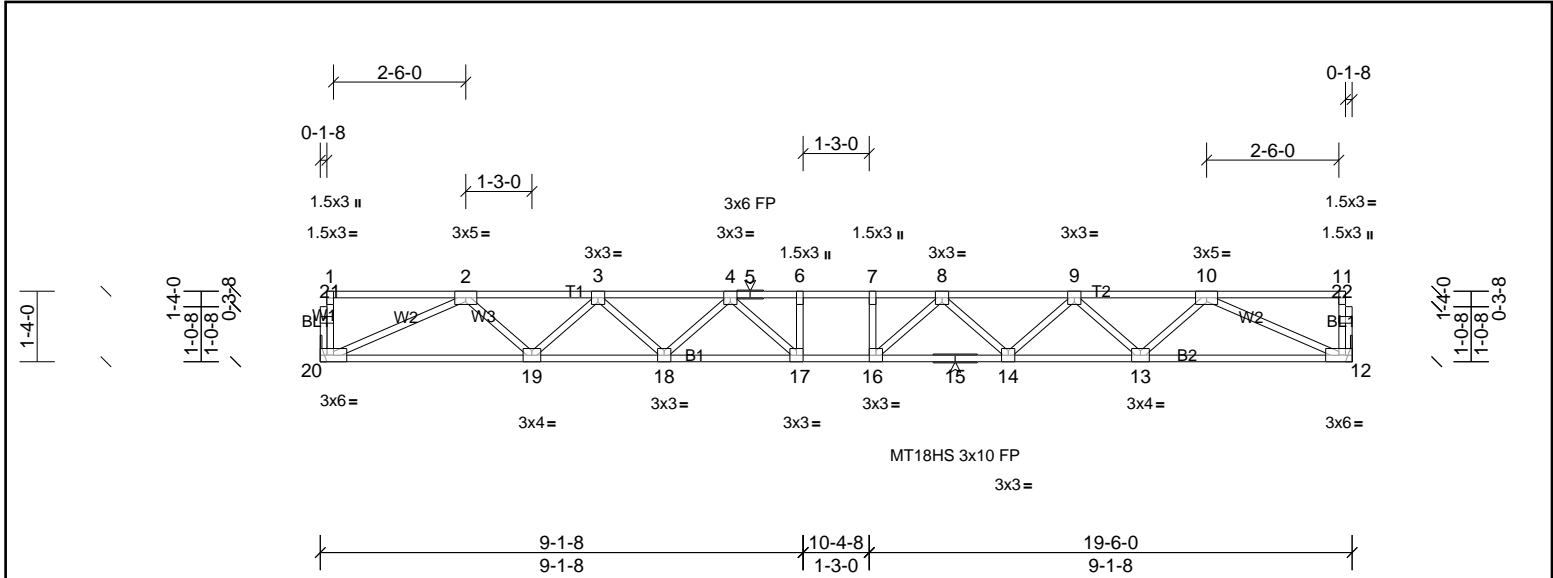 2-6-0
0-1-8
0-1-8
1-3-0
2-6-0
1-3-0
1.5x3 ॥
3x6 FP
1.5x3 =
1.5x3 =
3x5 =
3x3 =
1.5x3 ॥
3x3 =
1.5x3 ॥
3x3 =
1.5x3 ॥
3x3 =
3x5 =
1 2 3 4 5 6 7 8 9 10 11
21 T1 T2 22
1-4-0
1-4-0
1-0-8
1-0-8
0-3-8
W1
BL1
W2
W3
W2
BL1
1-4-0
1-0-8
1-0-8
0-3-8
B1 B2
20 19 18 17 16 15 14 13 12
3x6 =
3x3 =
3x3 =
3x4 =
3x4 =
3x3 =
3x6 =
MT18HS 3x10 FP
3x3 =
9-1-8 10-4-8 19-6-0
9-1-8 1-3-0 9-1-8